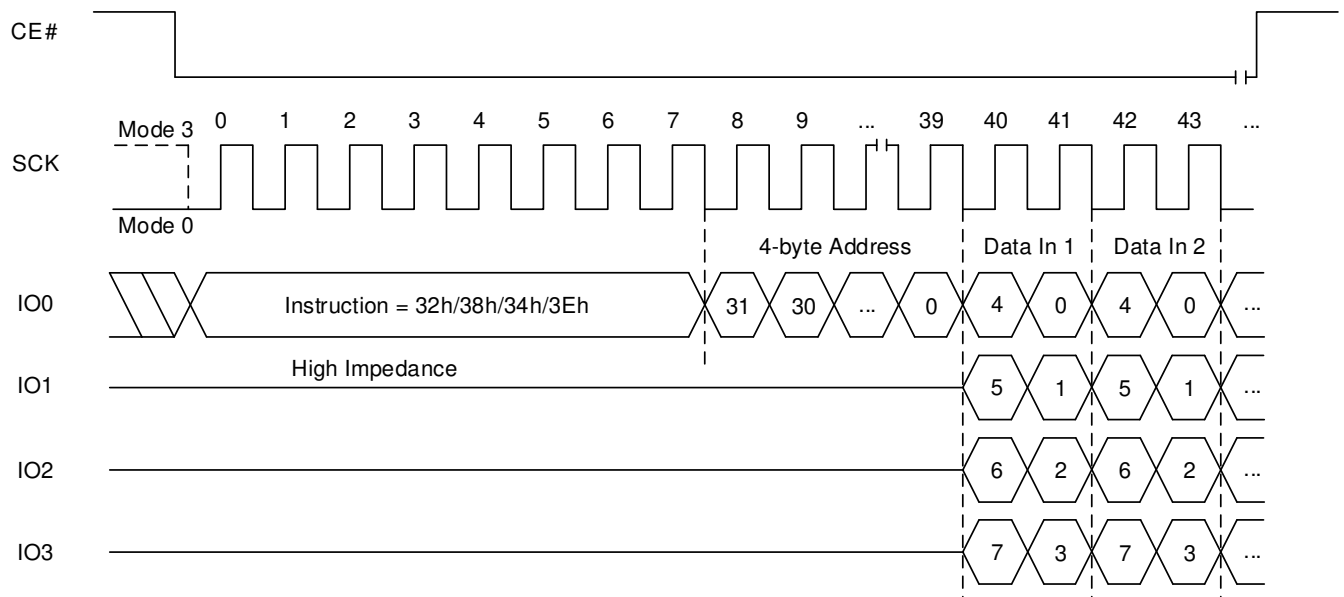 CE#
SCK
Mode 3
0 1 2 3 4 5 6 7 8 9 ... 39 40 41 42 43 ...
Mode 0
4-byte Address Data In 1 Data In 2
IO0 Instruction = 32h/38h/34h/3Eh 31 30 ... 0 4 0 4 0 ...
High Impedance
IO1 5 1 5 1 ...
IO2 6 2 6 2 ...
IO3 7 3 7 3 ...